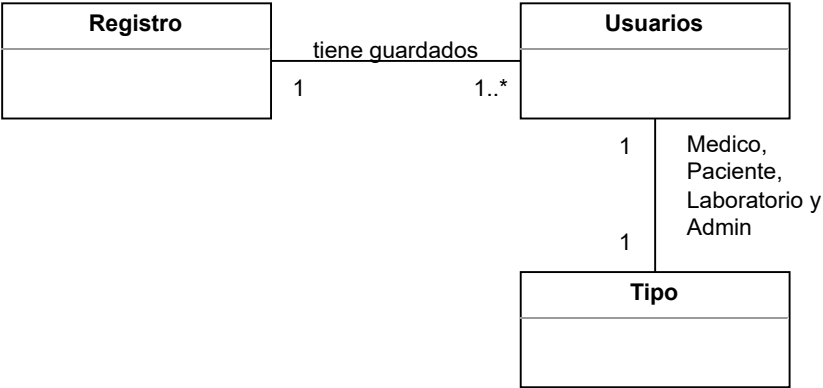 Registro
Usuarios
tiene guardados
1
1..*
1
Medico,
Paciente,
Laboratorio y
Admin
1
Tipo